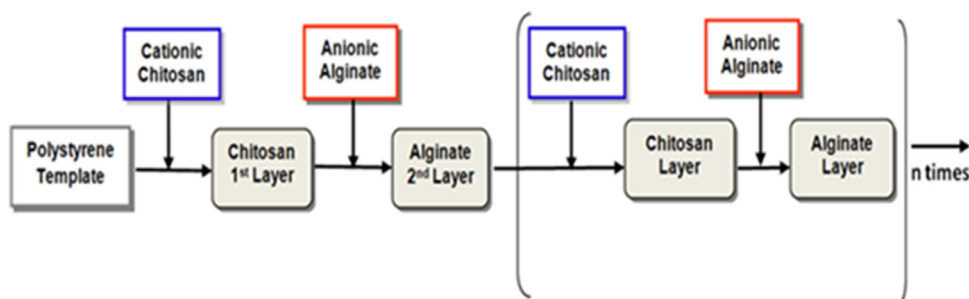 Cationic
Chitosan
Anionic
Alginate
Cationic
Chitosan
Anionic
Alginate
Polystyrene
Template
Chitosan
1st Layer
Alginate
2nd Layer
Chitosan
Layer
Alginate
Layer
n times